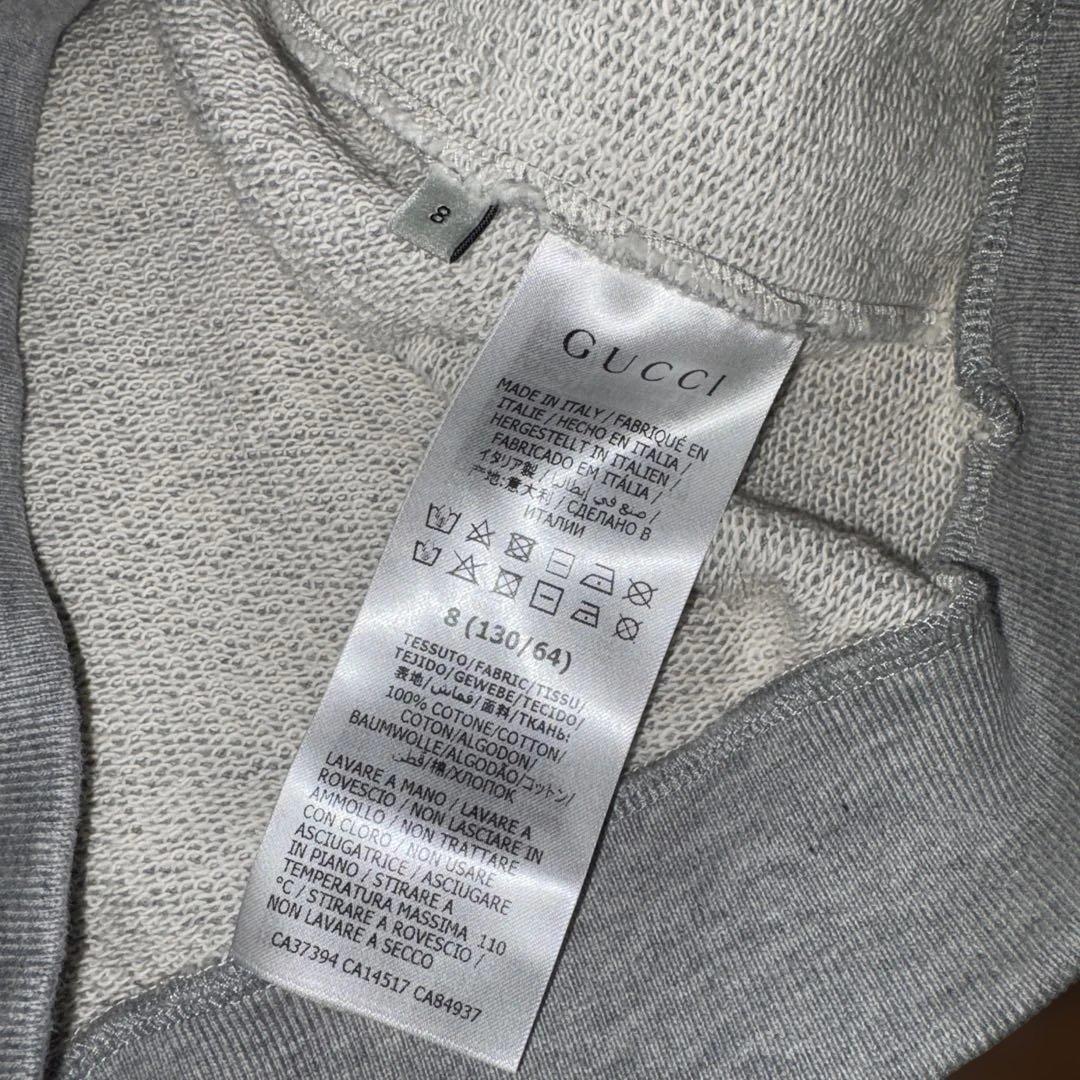 8
GUCCI
MADE IN ITALY / FABRIQUÉ EN
ITALIE / HECHO EN ITALIA /
HERGESTELLT IN ITALIEN /
FABRICADO EM ITÁLIA /
イタリア製 / صنع في إيطاليا /
产地:意大利 / СДЕЛАНО В
ИТАЛИИ
8 (130/64)
TESSUTO/FABRIC/TISSU/
TEJIDO/GEWEBE/TECIDO/
表地/قماش/面料/ТКАНЬ:
100% COTONE/COTTON/
COTON/ALGODON/
BAUMWOLLE/ALGODÃO/コットン/
قطن/棉/ХЛОПОК
LAVARE A MANO / LAVARE A
ROVESCIO / NON LASCIARE IN
AMMOLLO / NON TRATTARE
CON CLORO / NON USARE
ASCIUGATRICE / ASCIUGARE
IN PIANO / STIRARE A
TEMPERATURA MASSIMA 110
°C / STIRARE A ROVESCIO /
NON LAVARE A SECCO
CA37394 CA14517 CA84937